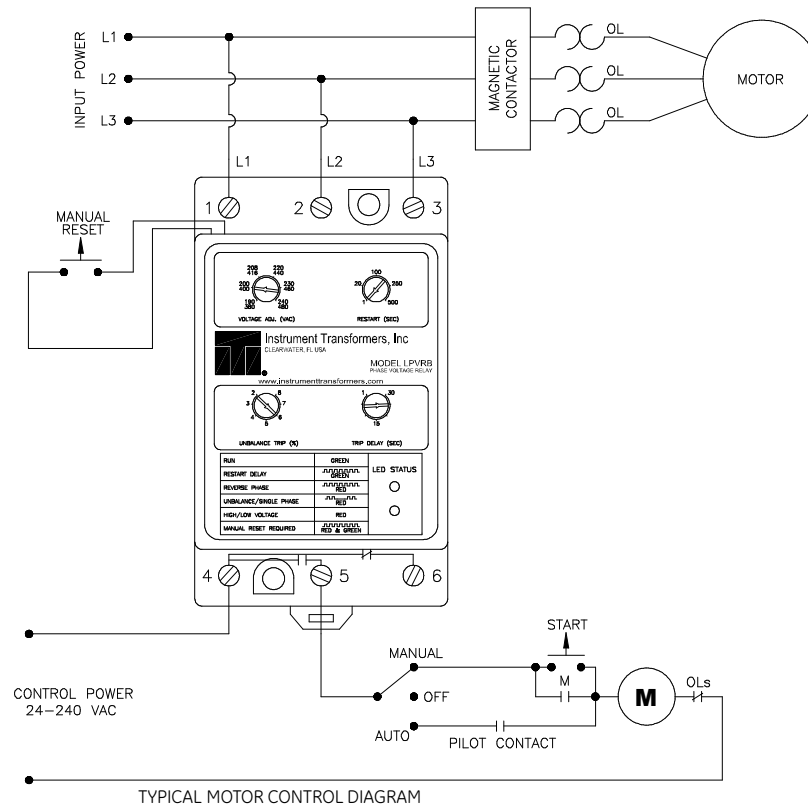 INPUT POWER
L1
L2
L3
MAGNETIC
CONTACTOR
OL
OL
OL
MOTOR
L1
L2
L3
1
2
3
MANUAL
RESET
208
416
220
440
200
400
230
460
190
380
240
480
VOLTAGE ADJ. (VAC)
100
20
250
1
500
RESTART (SEC)
Instrument Transformers, Inc
CLEARWATER, FL USA
MODEL LPVRB
PHASE VOLTAGE RELAY
www.instrumenttransformers.com
2
8
3
7
4
6
5
UNBALANCE TRIP (%)
1
30
15
TRIP DELAY (SEC)
RUN GREEN
LED STATUS
RESTART DELAY GREEN
REVERSE PHASE RED
UNBALANCE/SINGLE PHASE RED
HIGH/LOW VOLTAGE RED
MANUAL RESET REQUIRED RED & GREEN
4
5
6
START
MANUAL
M
OLs
OFF
M
CONTROL POWER
24-240 VAC
AUTO
PILOT CONTACT
TYPICAL MOTOR CONTROL DIAGRAM